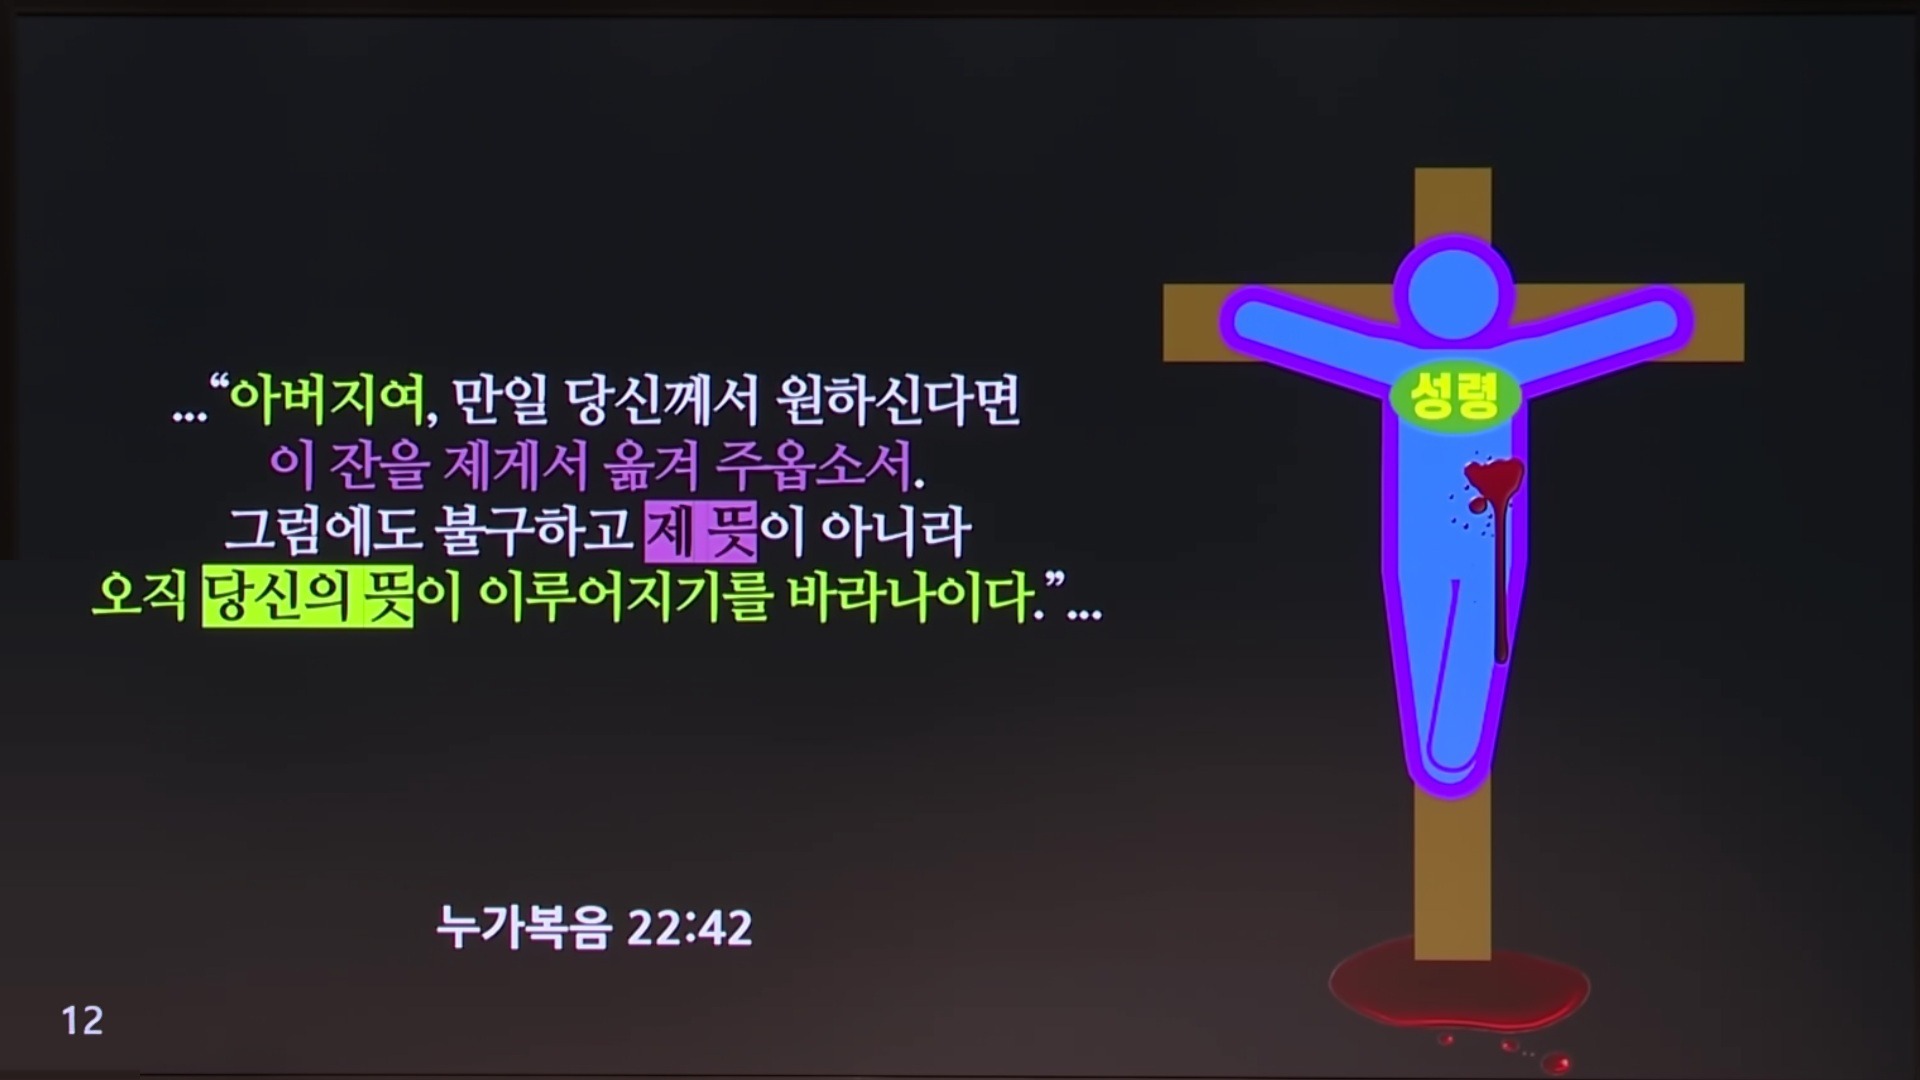 …“아버지여, 만일 당신께서 원하신다면
이 잔을 제게서 옮겨 주옵소서.
그럼에도 불구하고 제 뜻이 아니라
오직 당신의 뜻이 이루어지기를 바라나이다.”…
성령
누가복음 22:42
12